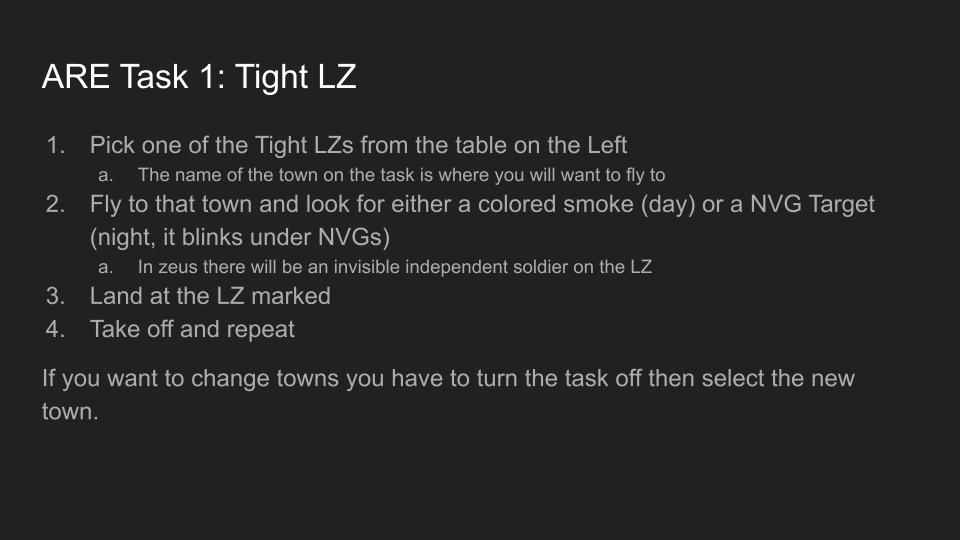 ARE Task 1: Tight LZ
1. Pick one of the Tight LZs from the table on the Left
a. The name of the town on the task is where you will want to fly to
2. Fly to that town and look for either a colored smoke (day) or a NVG Target
(night, it blinks under NVGs)
a. In zeus there will be an invisible independent soldier on the LZ
3. Land at the LZ marked
4. Take off and repeat
If you want to change towns you have to turn the task off then select the new
town.